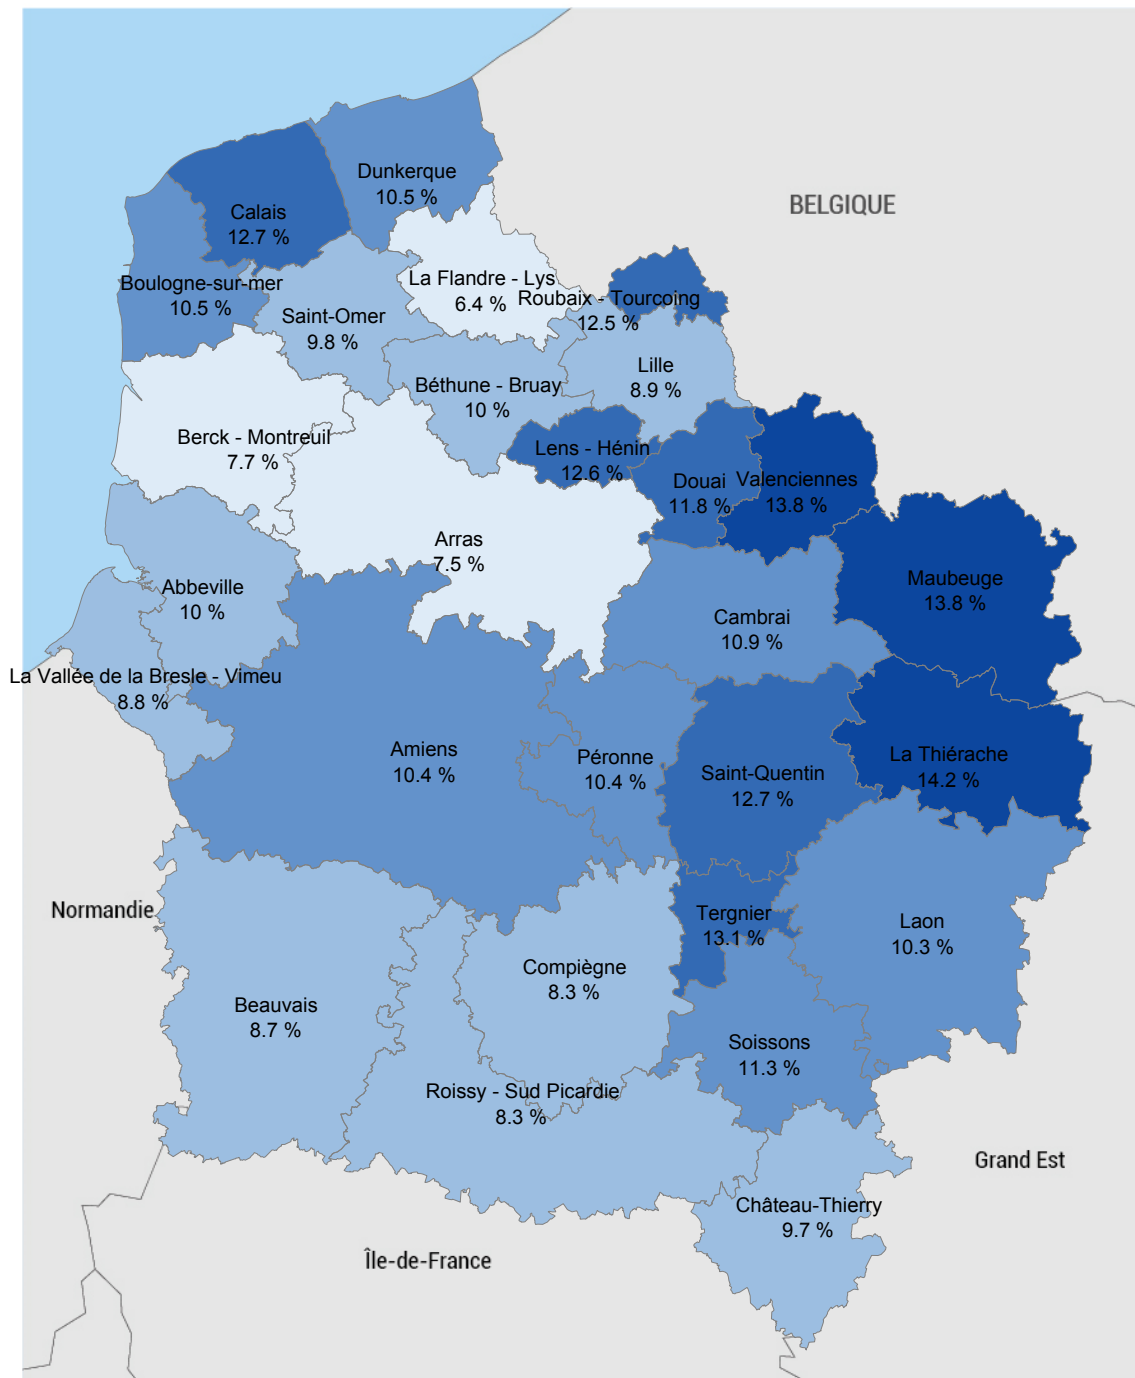 Dunkerque
10.5 %
BELGIQUE
Calais
12.7 %
La Flandre - Lys
6.4 %
Boulogne-sur-mer
10.5 %
Roubaix - Tourcoing
12.5 %
Saint-Omer
9.8 %
Lille
8.9 %
Béthune - Bruay
10 %
Berck - Montreuil
7.7 %
Lens - Hénin
12.6 %
Douai
11.8 %
Valenciennes
13.8 %
Arras
7.5 %
Abbeville
10 %
Maubeuge
13.8 %
Cambrai
10.9 %
La Vallée de la Bresle - Vimeu
8.8 %
Amiens
10.4 %
Péronne
10.4 %
Saint-Quentin
12.7 %
La Thiérache
14.2 %
Normandie
Tergnier
13.1 %
Laon
10.3 %
Compiègne
8.3 %
Beauvais
8.7 %
Soissons
11.3 %
Roissy - Sud Picardie
8.3 %
Grand Est
Château-Thierry
9.7 %
Île-de-France